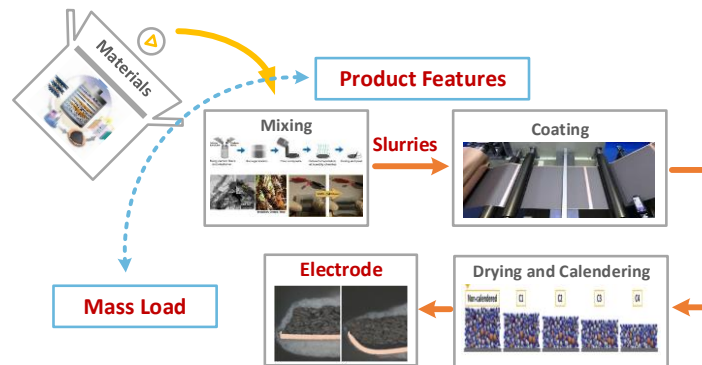 Materials
Product Features
Mixing
Slurries
Coating
Mass Load
Electrode
Drying and Calendering
Non-calendered
C1
C2
C3
C4